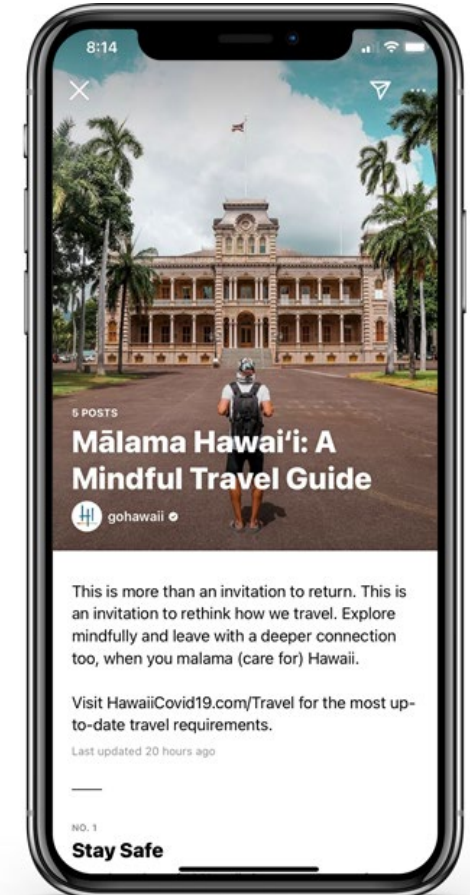 8:14
5 POSTS
Mālama Hawaiʻi: A
Mindful Travel Guide
gohawaii
This is more than an invitation to return. This is
an invitation to rethink how we travel. Explore
mindfully and leave with a deeper connection
too, when you malama (care for) Hawaii.
Visit HawaiiCovid19.com/Travel for the most up-
to-date travel requirements.
Last updated 20 hours ago
NO. 1
Stay Safe